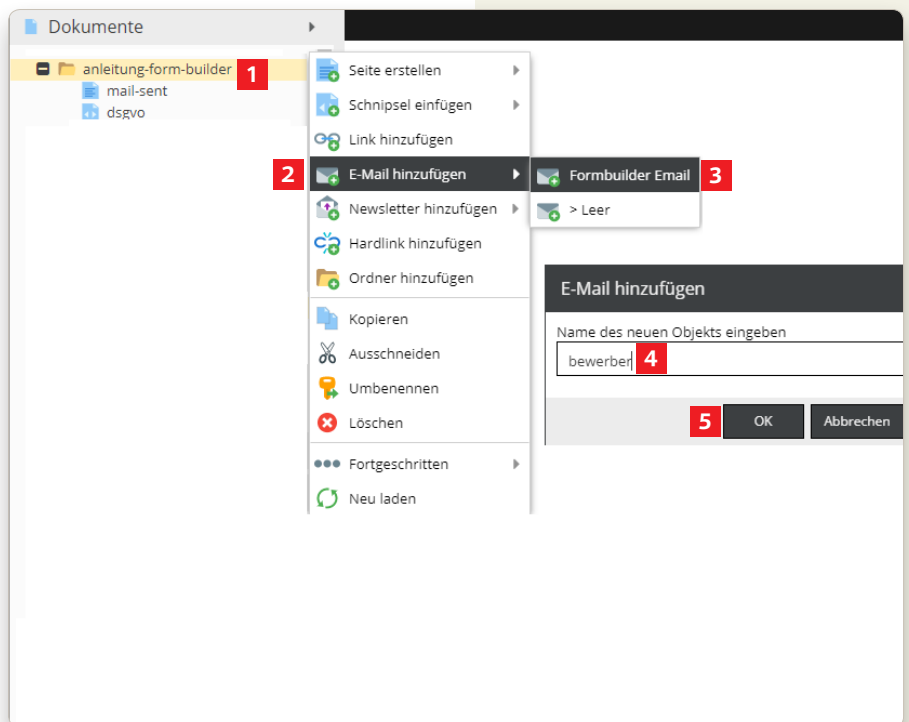 Dokumente
anleitung-form-builder 1
mail-sent
dsgvo
Seite erstellen
Schnipsel einfügen
Link hinzufügen
2 E-Mail hinzufügen
Newsletter hinzufügen
Hardlink hinzufügen
Ordner hinzufügen
Kopieren
Ausschneiden
Umbenennen
Löschen
Fortgeschritten
Neu laden
Formbuilder Email 3
> Leer
E-Mail hinzufügen
Name des neuen Objekts eingeben
bewerber 4
5 OK Abbrechen